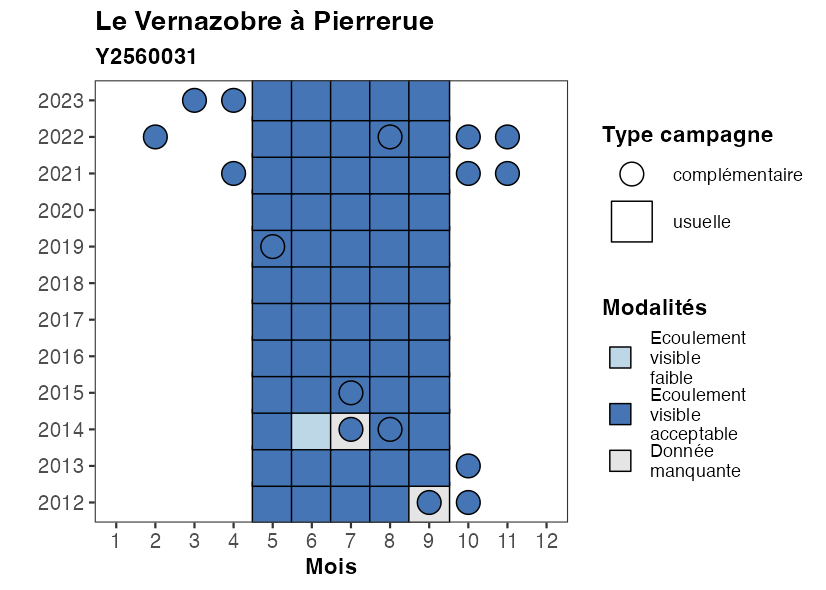 Le Vernazobre à Pierrerue
Y2560031
2023
2022
2021
2020
2019
2018
2017
2016
2015
2014
2013
2012
1 2 3 4 5 6 7 8 9 10 11 12
Mois
Type campagne
complémentaire
usuelle
Modalités
Ecoulement
visible
faible
Ecoulement
visible
acceptable
Donnée
manquante